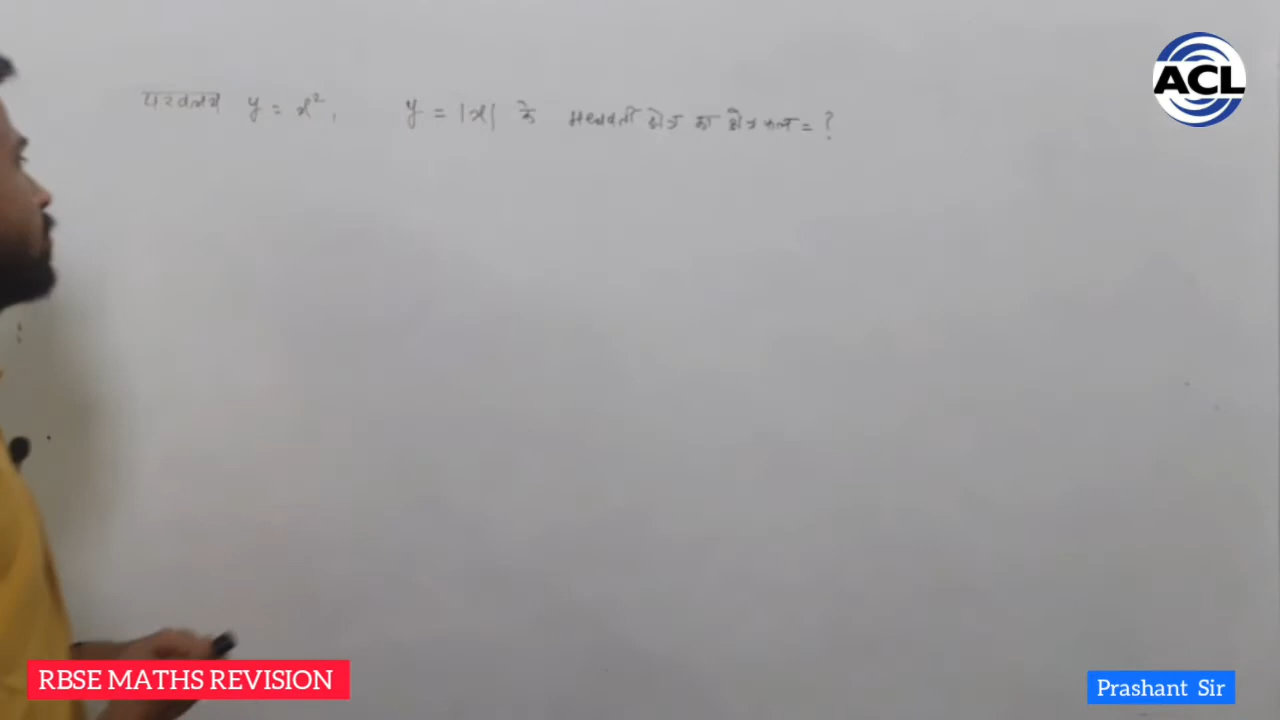 परवलय y = x², y = |x| के मध्यवर्ती क्षेत्र का क्षेत्रफल = ?
ACL
RBSE MATHS REVISION
Prashant Sir